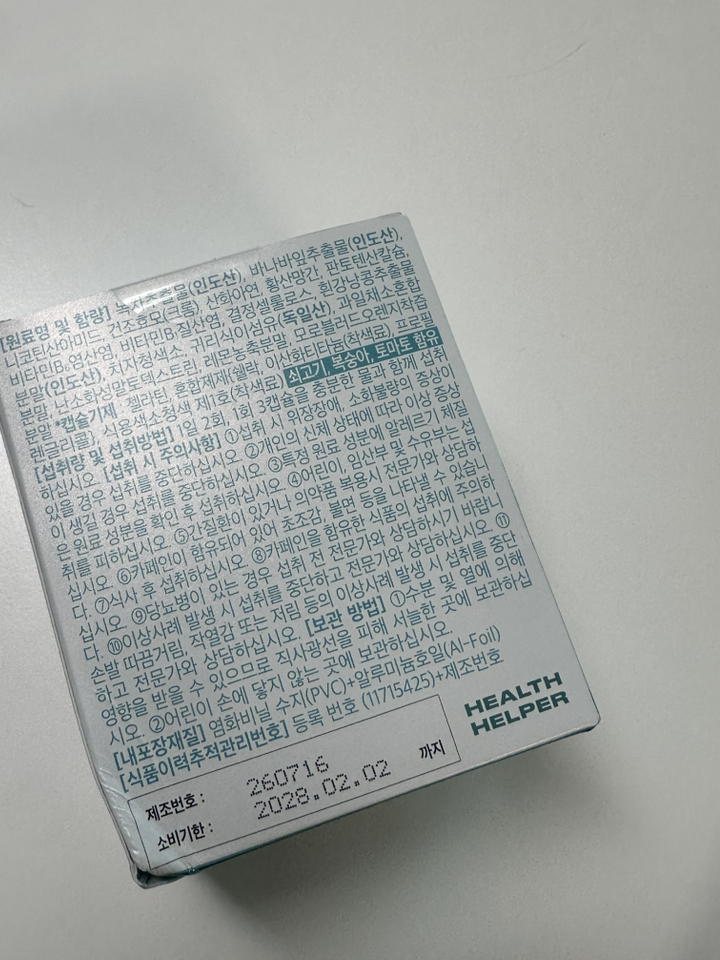 [원료명 및 함량] 녹차추출물(인도산), 바나바잎추출물(인도산),
니코틴산아미드, 건조효모(크롬), 산화아연, 황산망간, 판토텐산칼슘,
비타민B₆염산염, 비타민B₁질산염, 결정셀룰로스, 흰강낭콩추출물
분말(인도산), 치자청색소, 귀리식이섬유(독일산), 과일채소혼합
분말, 난소화성말토덱스트린, 레몬농축분말, 모로블러드오렌지착즙
분말 *캡슐기제 : 젤라틴, 혼합제제(쉘락, 이산화티타늄(착색료), 프로필
렌글리콜), 식용색소청색 제1호(착색료) 쇠고기, 복숭아, 토마토 함유
[섭취량 및 섭취방법] 1일 2회, 1회 3캡슐을 충분한 물과 함께 섭취
하십시오. [섭취 시 주의사항] ①섭취 시 위장장애, 소화불량의 증상이
있을 경우 섭취를 중단하십시오. ②개인의 신체 상태에 따라 이상 증상
이 생길 경우 섭취를 중단하십시오. ③특정 원료 성분에 알레르기 체질
은 원료 성분을 확인 후 섭취하십시오. ④어린이, 임산부 및 수유부는 섭
취를 피하십시오. ⑤간질환이 있거나 의약품 복용시 전문가와 상담하
십시오. ⑥카페인이 함유되어 있어 초조감, 불면 등을 나타낼 수 있습니
다. ⑦식사 후 섭취하십시오. ⑧카페인을 함유한 식품의 섭취에 주의하
십시오. ⑨당뇨병이 있는 경우 섭취 전 전문가와 상담하시기 바랍니
다. ⑩이상사례 발생 시 섭취를 중단하고 전문가와 상담하십시오. ⑪
손발 따끔거림, 작열감 또는 저림 등의 이상사례 발생 시 섭취를 중단
하고 전문가와 상담하십시오. [보관 방법] ①수분 및 열에 의해
영향을 받을 수 있으므로 직사광선을 피해 서늘한 곳에 보관하십
시오. ②어린이 손에 닿지 않는 곳에 보관하십시오.
[내포장재질] 염화비닐 수지(PVC)+알루미늄호일(Al-Foil)
[식품이력추적관리번호] 등록 번호 (11715425)+제조번호
HEALTH
HELPER
제조번호 : 260716
소비기한 : 2028.02.02 까지